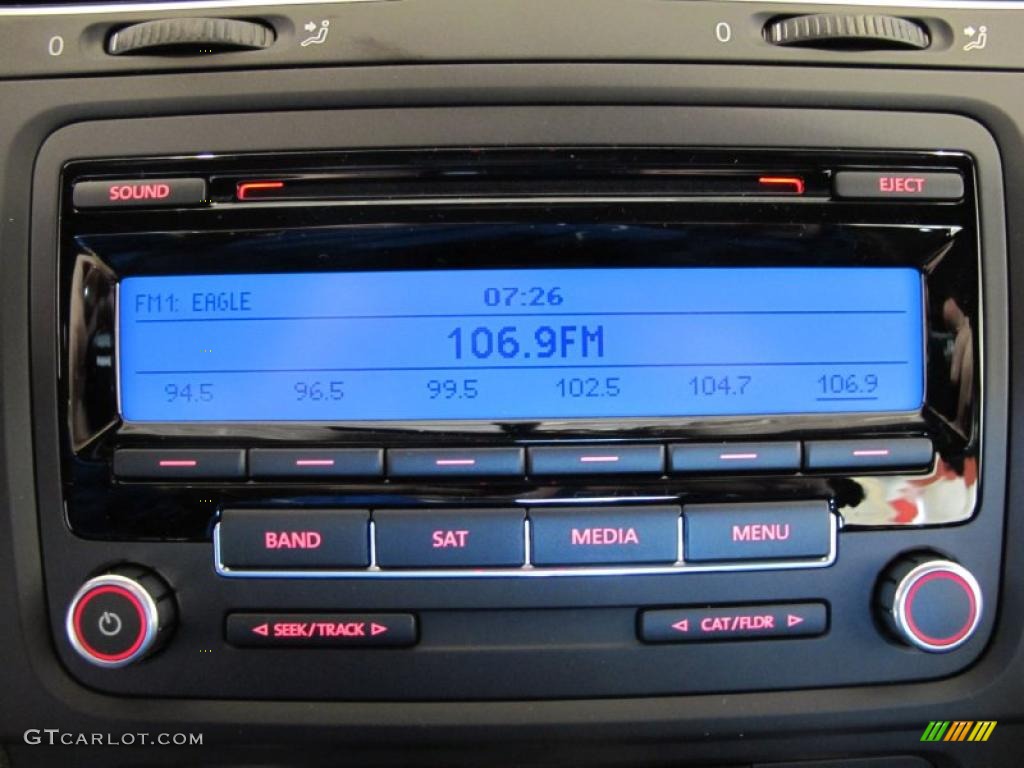 0
0
SOUND
EJECT
FM1: EAGLE
07:26
106.9FM
94.5 96.5 99.5 102.5 104.7 106.9
BAND SAT MEDIA MENU
SEEK/TRACK
CAT/FLDR
GTCARLOT.COM